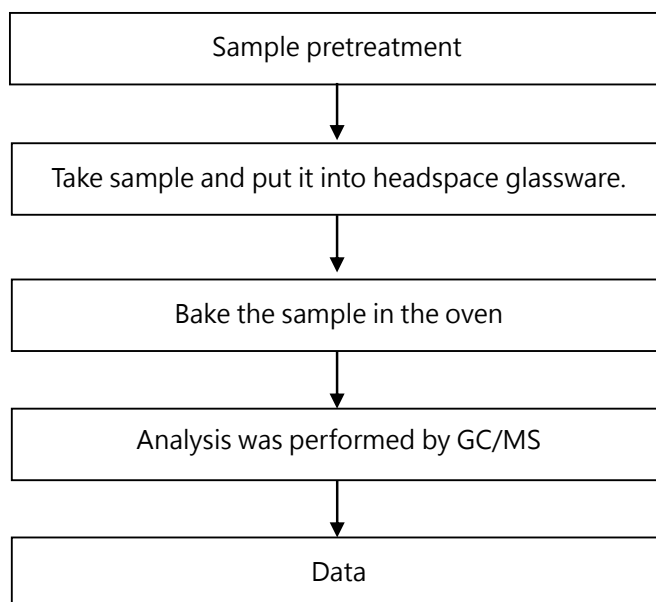 Sample pretreatment
Take sample and put it into headspace glassware.
Bake the sample in the oven
Analysis was performed by GC/MS
Data